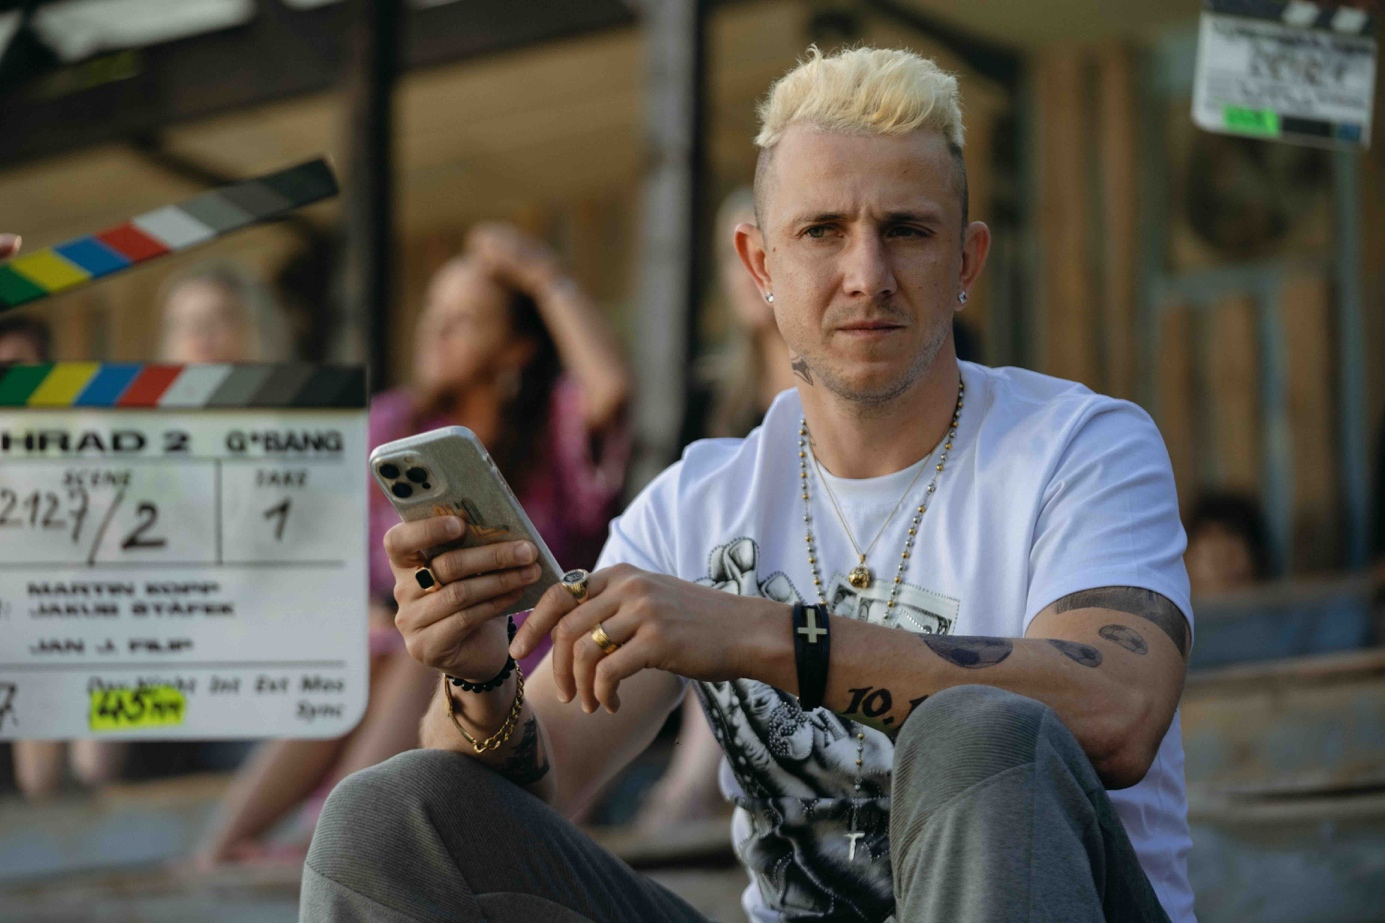 HRAD 2 G*BANG
SCENE TAKE
2127/2 1
MARTIN KOPP
JAKUB ŠTÁFEK
JAN J. FILIP
Day Night Int Ext Mos
45mm Sync
10.